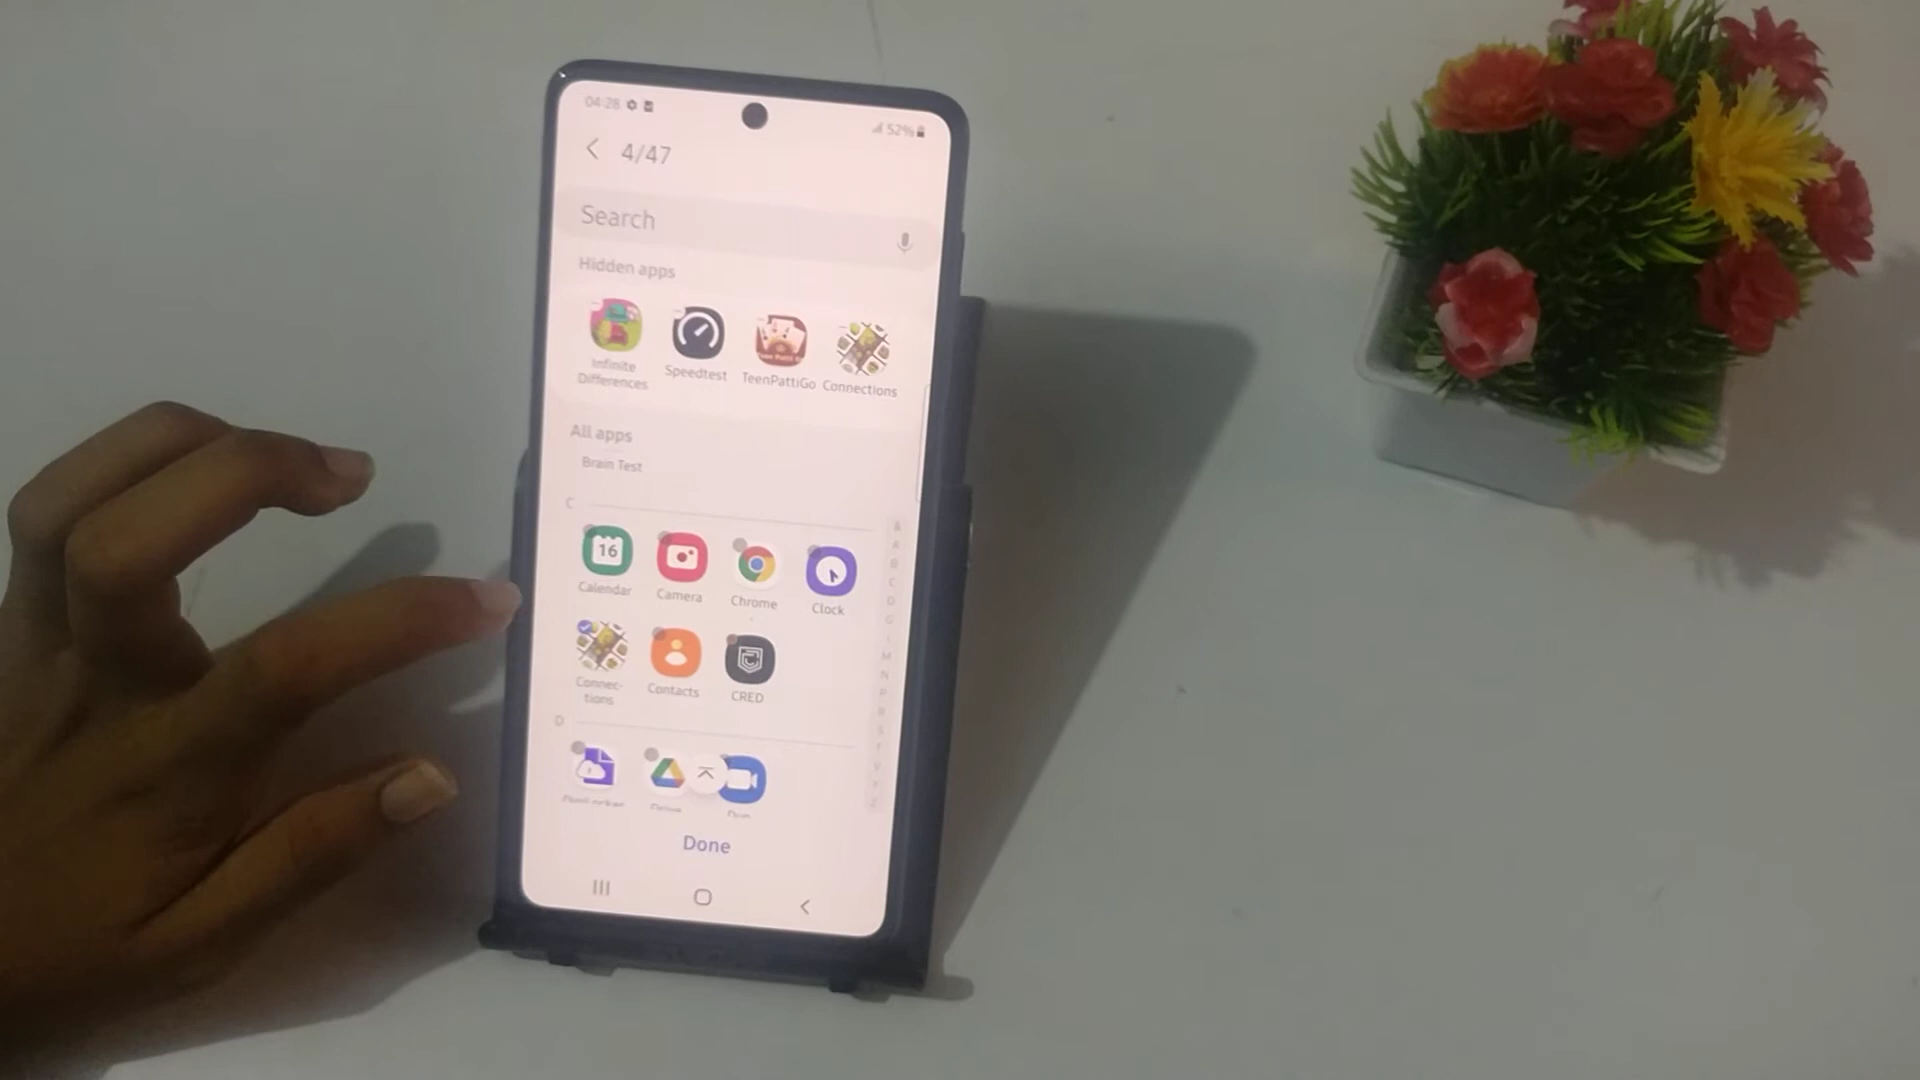 04:28
52%
4/47
Search
Hidden apps
Infinite Differences
Speedtest
TeenPattiGo
Connections
All apps
Brain Test
C
16
Calendar
Camera
Chrome
Clock
Connec-
tions
Contacts
CRED
D
Done